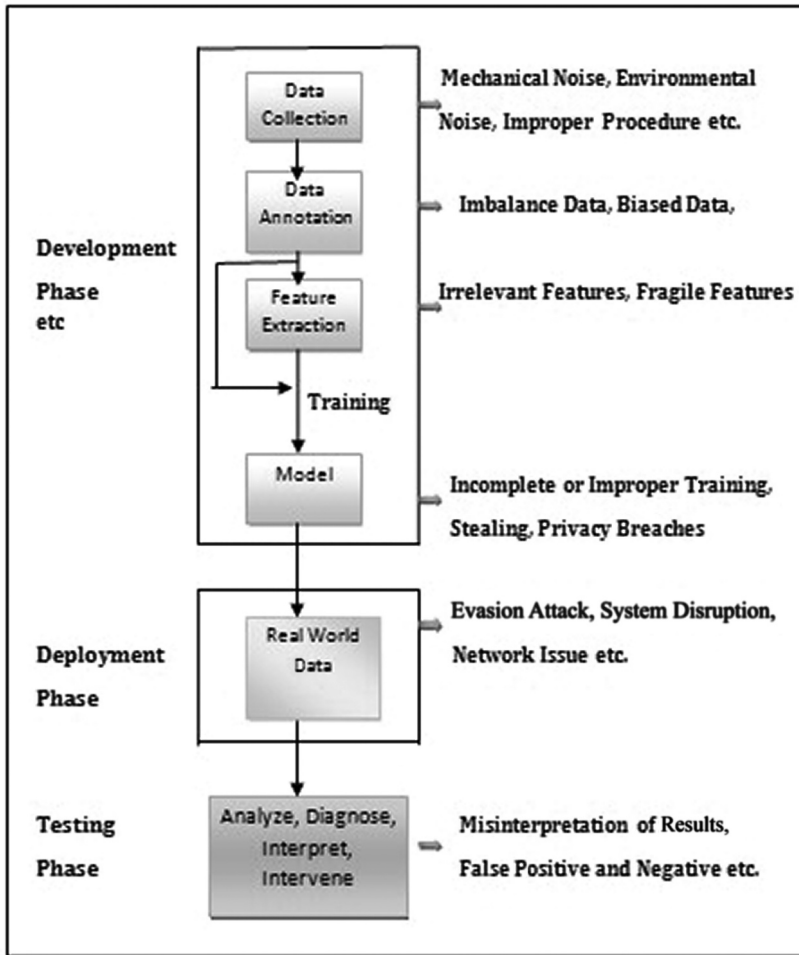 Data
Collection
Mechanical Noise, Environmental
Noise, Improper Procedure etc.
Data
Annotation
Imbalance Data, Biased Data,
Development
Phase
etc
Feature
Extraction
Irrelevant Features, Fragile Features
Training
Model
Incomplete or Improper Training,
Stealing, Privacy Breaches
Deployment
Phase
Real World
Data
Evasion Attack, System Disruption,
Network Issue etc.
Testing
Phase
Analyze, Diagnose,
Interpret,
Intervene
Misinterpretation of Results,
False Positive and Negative etc.